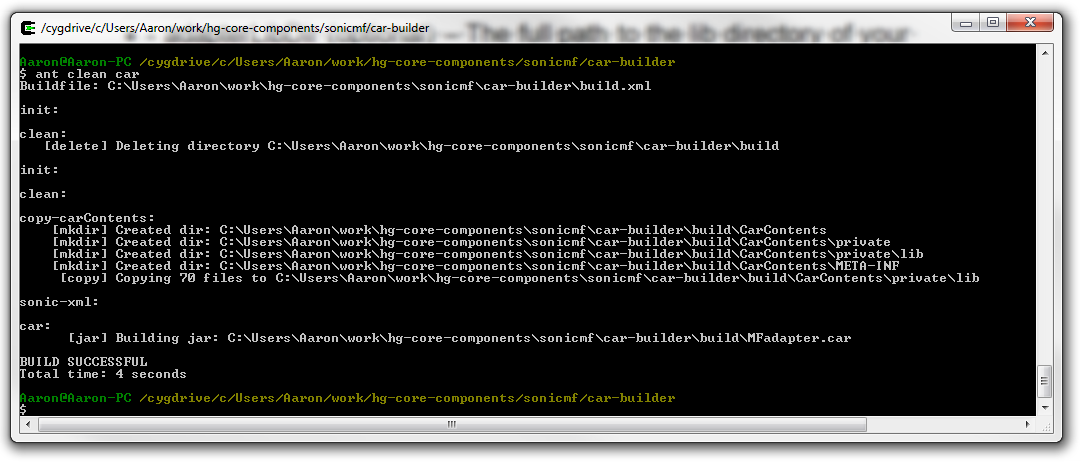 /cygdrive/c/Users/Aaron/work/hg-core-components/sonicmf/car-builder
The full path to the lib directory of your
Aaron@Aaron-PC /cygdrive/c/Users/Aaron/work/hg-core-components/sonicmf/car-builder
$ ant clean car
Buildfile: C:\Users\Aaron\work\hg-core-components\sonicmf\car-builder\build.xml
init:
clean:
[delete] Deleting directory C:\Users\Aaron\work\hg-core-components\sonicmf\car-builder\build
init:
clean:
copy-carContents:
[mkdir] Created dir: C:\Users\Aaron\work\hg-core-components\sonicmf\car-builder\build\CarContents
[mkdir] Created dir: C:\Users\Aaron\work\hg-core-components\sonicmf\car-builder\build\CarContents\private
[mkdir] Created dir: C:\Users\Aaron\work\hg-core-components\sonicmf\car-builder\build\CarContents\private\lib
[mkdir] Created dir: C:\Users\Aaron\work\hg-core-components\sonicmf\car-builder\build\CarContents\META-INF
[copy] Copying 70 files to C:\Users\Aaron\work\hg-core-components\sonicmf\car-builder\build\CarContents\private\lib
sonic-xml:
car:
[jar] Building jar: C:\Users\Aaron\work\hg-core-components\sonicmf\car-builder\build\MFadapter.car
BUILD SUCCESSFUL
Total time: 4 seconds
Aaron@Aaron-PC /cygdrive/c/Users/Aaron/work/hg-core-components/sonicmf/car-builder
$